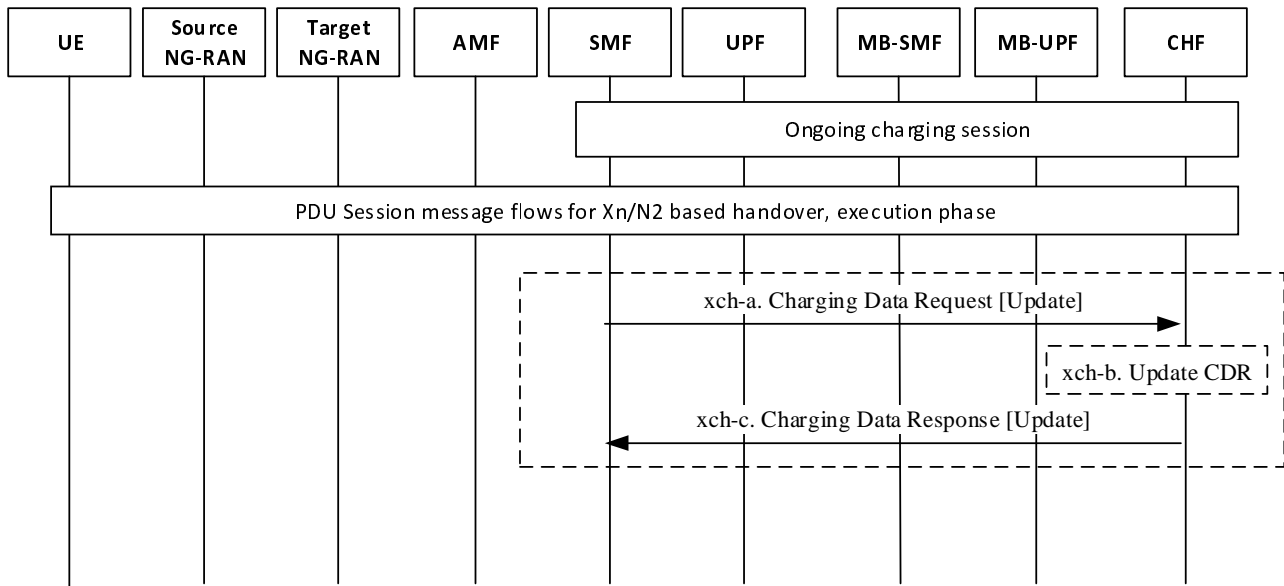 UE
Source
NG-RAN
Target
NG-RAN
AMF
SMF
UPF
MB-SMF
MB-UPF
CHF
Ongoing charging session
PDU Session message flows for Xn/N2 based handover, execution phase
xch-a. Charging Data Request [Update]
xch-b. Update CDR
xch-c. Charging Data Response [Update]